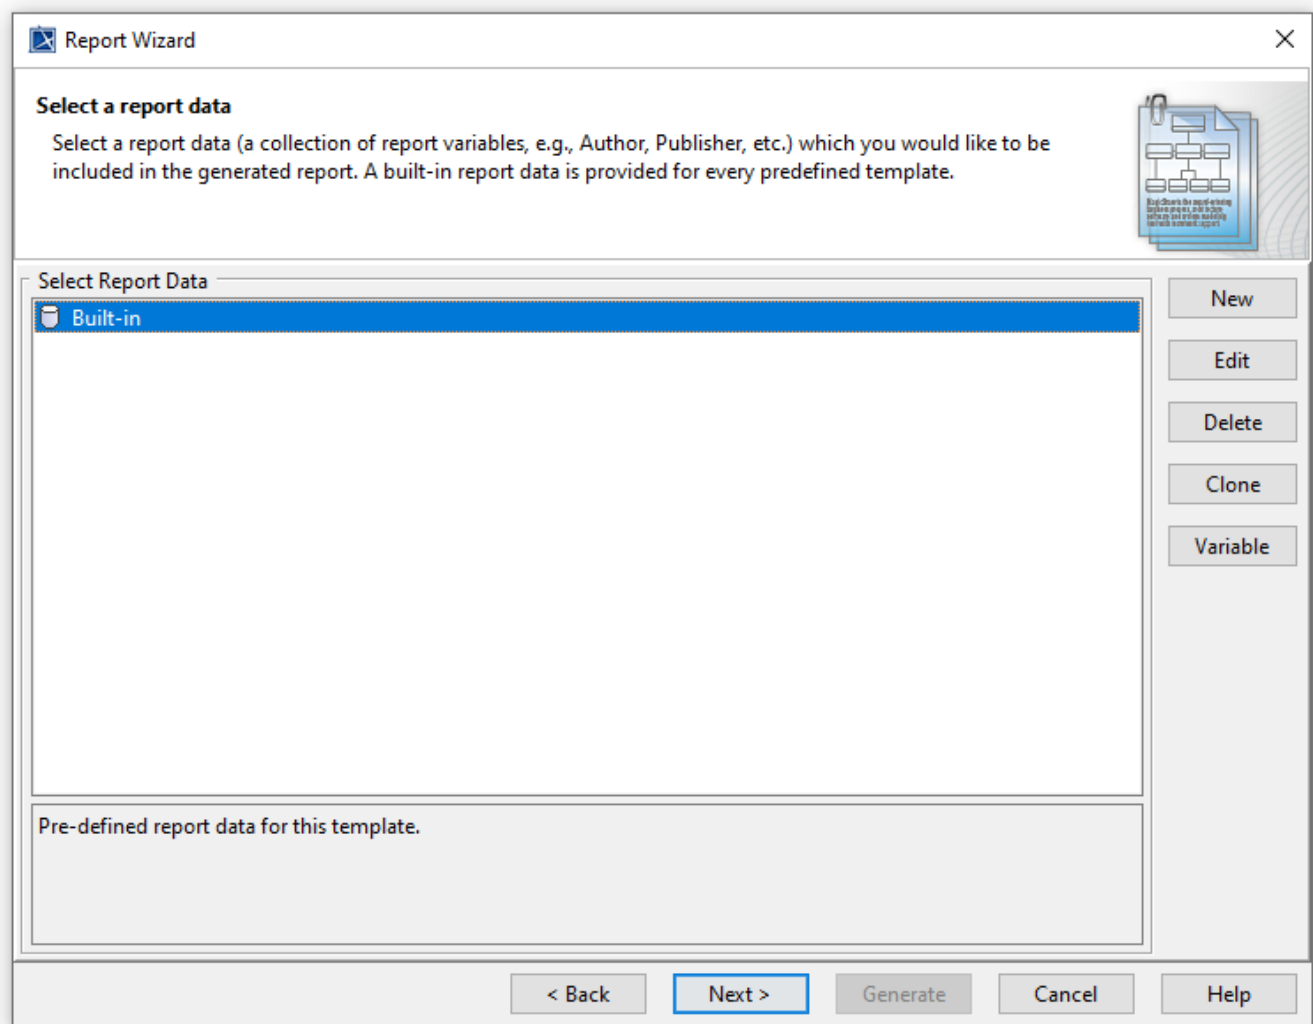 Report Wizard
Select a report data
Select a report data (a collection of report variables, e.g., Author, Publisher, etc.) which you would like to be
included in the generated report. A built-in report data is provided for every predefined template.
Select Report Data
Built-in
New
Edit
Delete
Clone
Variable
Pre-defined report data for this template.
< Back
Next >
Generate
Cancel
Help